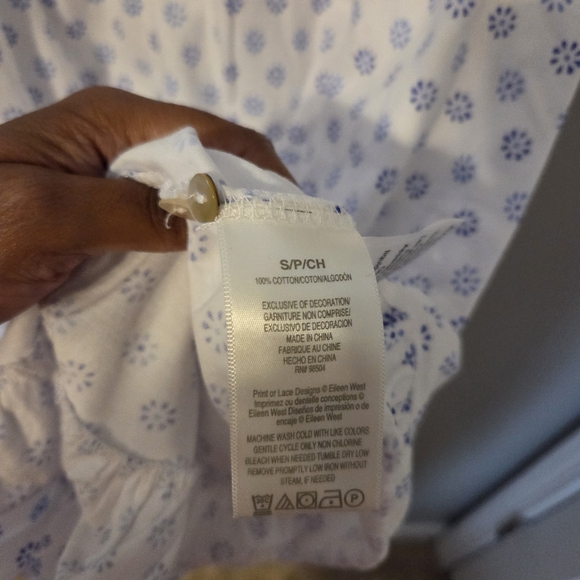 S/P/CH
100% COTTON/COTON/ALGODÓN
EXCLUSIVE OF DECORATION/
GARNITURE NON COMPRISE/
EXCLUSIVO DE DECORACION
MADE IN CHINA
FABRIQUE AU CHINE
HECHO EN CHINA
RN# 98504
Print or Lace Designs © Eileen West
Imprimez ou dentelle conceptions ©
Eileen West Diseños de impresión o de
encaje © Eileen West
MACHINE WASH COLD WITH LIKE COLORS
GENTLE CYCLE ONLY NON CHLORINE
BLEACH WHEN NEEDED TUMBLE DRY LOW
REMOVE PROMPTLY LOW IRON WITHOUT
STEAM, IF NEEDED
P